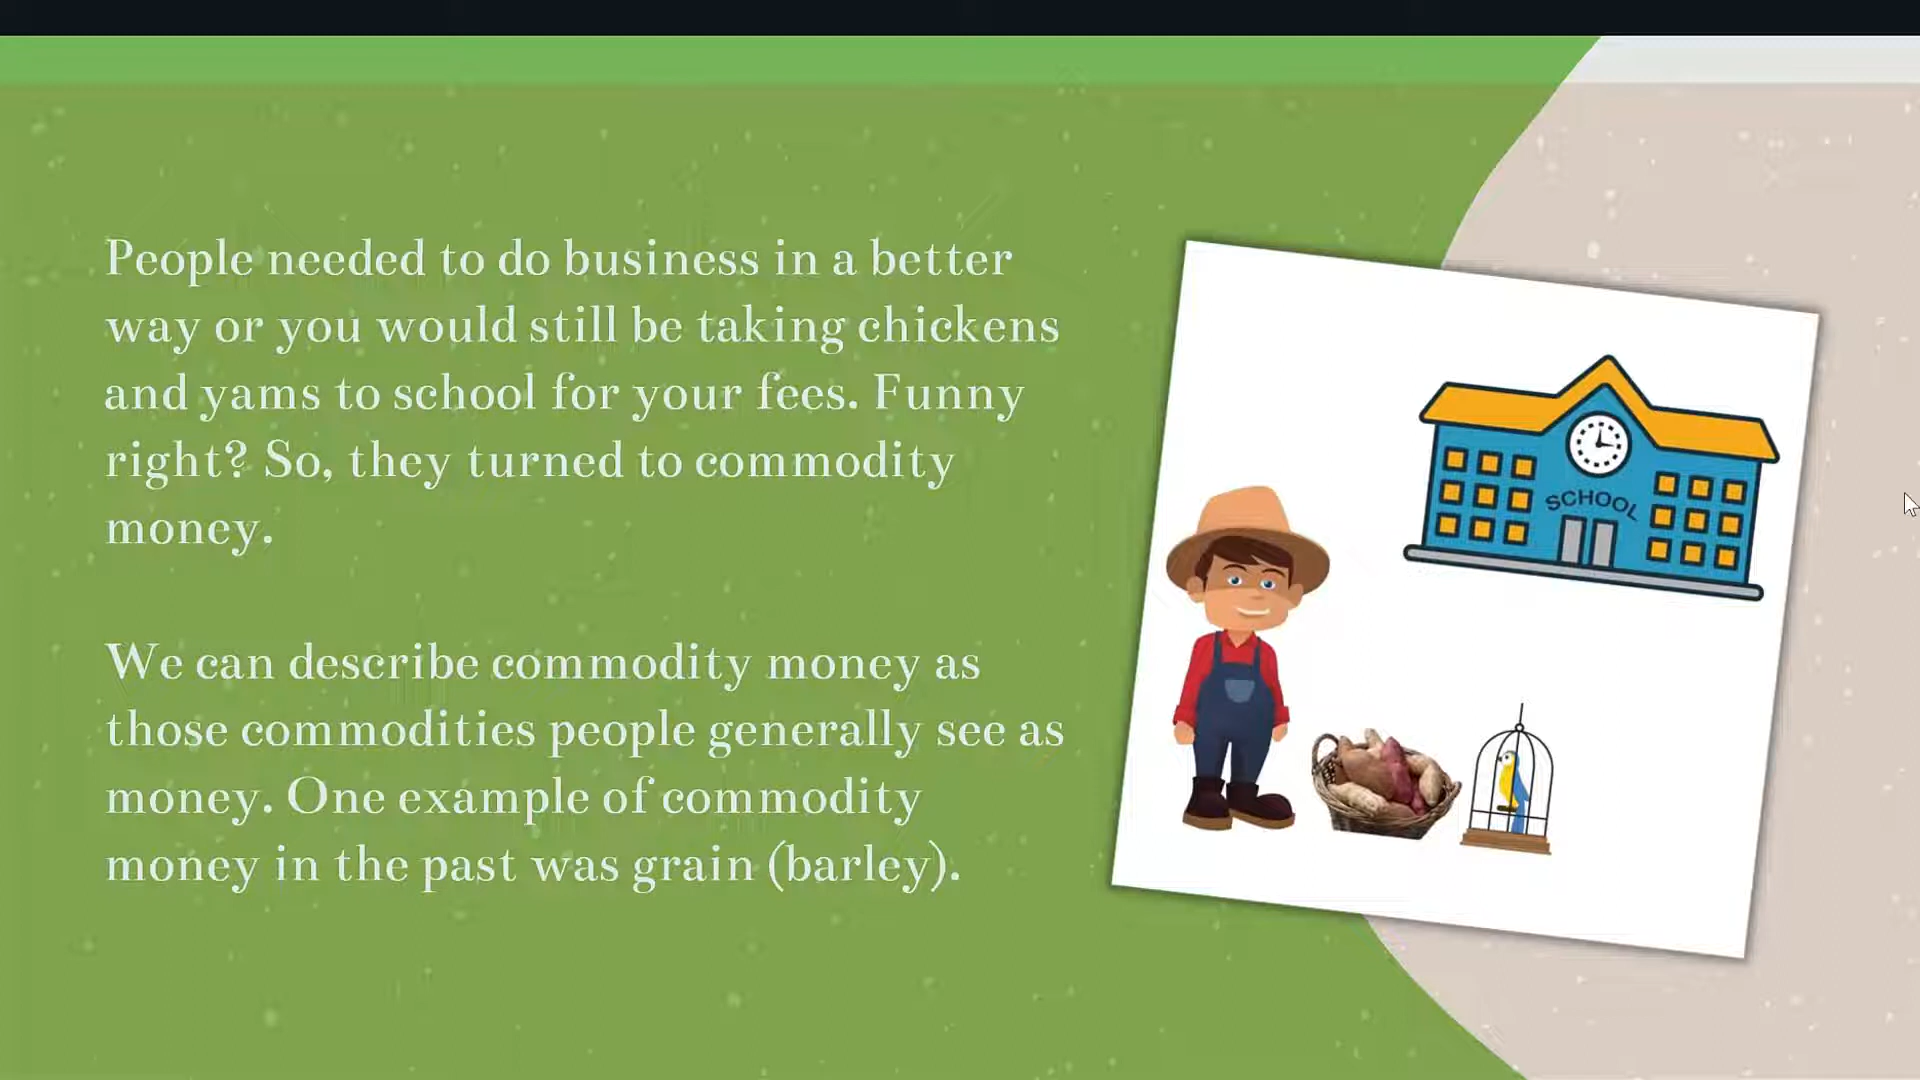 People needed to do business in a better
way or you would still be taking chickens
and yams to school for your fees. Funny
right? So, they turned to commodity
money.
We can describe commodity money as
those commodities people generally see as
money. One example of commodity
money in the past was grain (barley).
SCHOOL